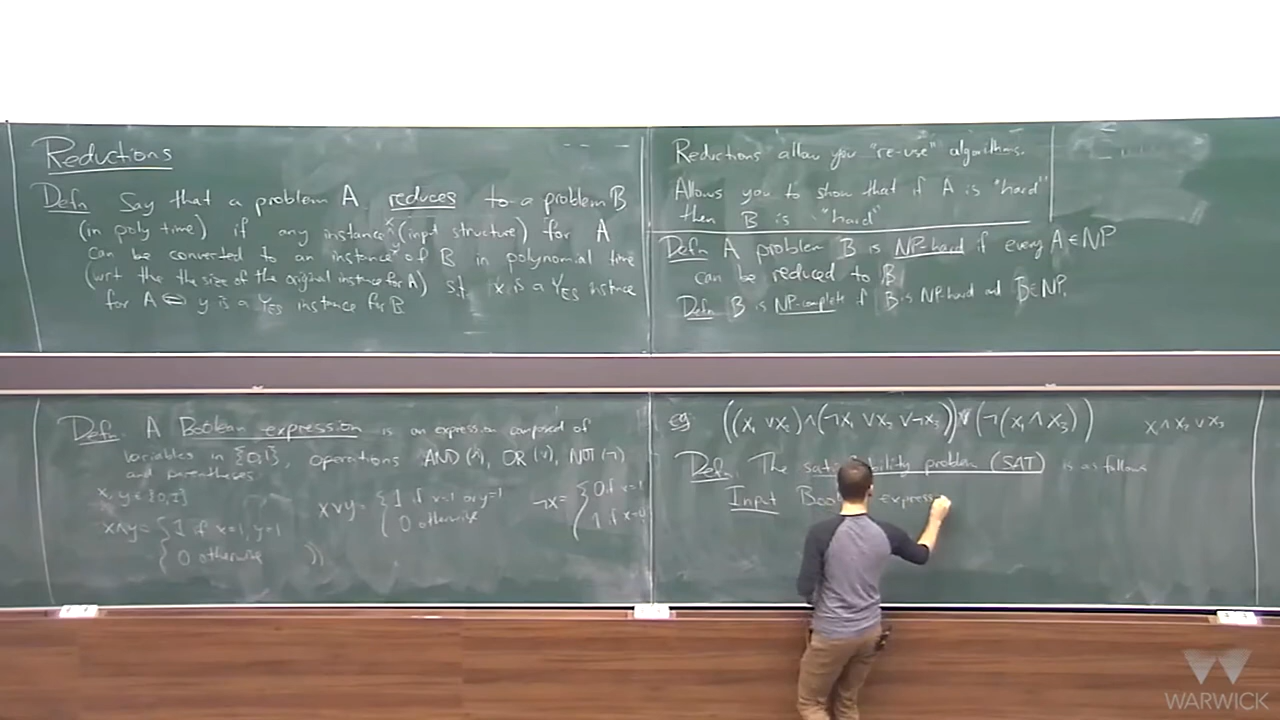 Reductions
Defn Say that a problem A reduces to a problem B
(in poly time) if any instance x (input structure) for A
can be converted to an instance y of B in polynomial time
(wrt the the size of the original instance for A) s.t. x is a YES instance
for A ⟺ y is a YES instance for B
Reductions allow you "re-use" algorithms.
Allows you to show that if A is "hard"
then B is "hard"
Defn A problem B is NP-hard if every A ∈ NP
can be reduced to B
Defn B is NP-complete if B is NP-hard and B ∈ NP.
Defn. A Boolean expression is an expression composed of
variables in {0,1}, operations AND (∧), OR (∨), NOT (¬)
and parentheses.
x, y ∈ {0,1}
x∧y = { 1 if x=1, y=1
{ 0 otherwise
x∨y = { 1 if x=1 or y=1
{ 0 otherwise
¬x = { 0 if x=1
{ 1 if x=0
eg. ((x₁ ∨ x₂) ∧ (¬x₁ ∨ x₂ ∨ ¬x₃)) ∨ (¬(x₁ ∧ x₃))
x₁ ∧ x₂ ∨ x₃
Defn. The problem (SAT) is as follows
Input express
WARWICK